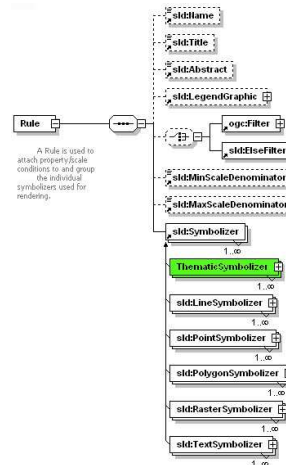 sld:Name
sld:Title
sld:Abstract
sld:LegendGraphic
Rule
ogc:Filter
sld:ElseFilter
A Rule is used to
attach property/scale
conditions to and group
the individual
symbolizers used for
rendering.
sld:MinScaleDenominator
sld:MaxScaleDenominator
sld:Symbolizer
1..∞
ThematicSymbolizer
1..∞
sld:LineSymbolizer
1..∞
sld:PointSymbolizer
1..∞
sld:PolygonSymbolizer
1..∞
sld:RasterSymbolizer
1..∞
sld:TextSymbolizer
1..∞